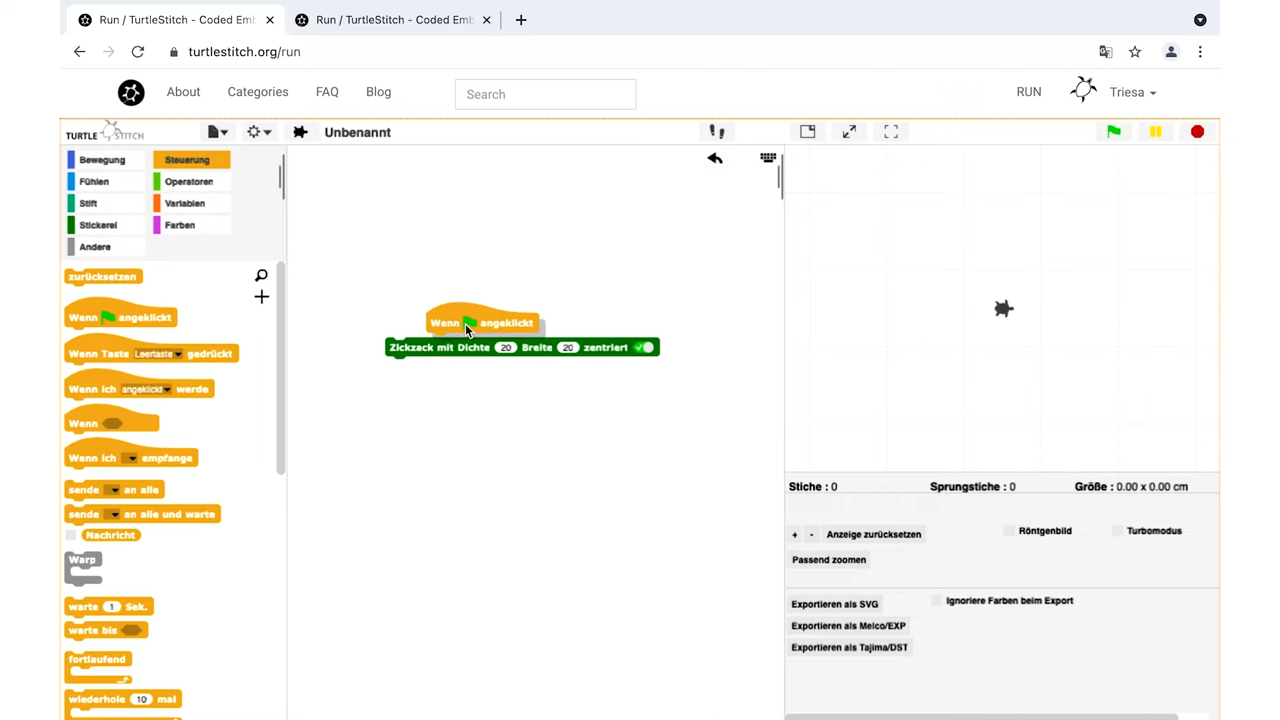 Run / TurtleStitch - Coded Emb
Run / TurtleStitch - Coded Emb
turtlestitch.org/run
About Categories FAQ Blog Search RUN Triesa
TURTLE STITCH Unbenannt
Bewegung Steuerung
Fühlen Operatoren
Stift Variablen
Stickerei Farben
Andere
zurücksetzen
Wenn angeklickt
Wenn Taste Leertaste gedrückt
Wenn ich angeklickt werde
Wenn
Wenn ich empfange
sende an alle
sende an alle und warte
Nachricht
Warp
warte 1 Sek.
warte bis
fortlaufend
wiederhole 10 mal
Wenn angeklickt
Zickzack mit Dichte 20 Breite 20 zentriert
Stiche : 0 Sprungstiche : 0 Größe : 0.00 x 0.00 cm
+ - Anzeige zurücksetzen Röntgenbild Turbomodus
Passend zoomen
Exportieren als SVG Ignoriere Farben beim Export
Exportieren als Melco/EXP
Exportieren als Tajima/DST